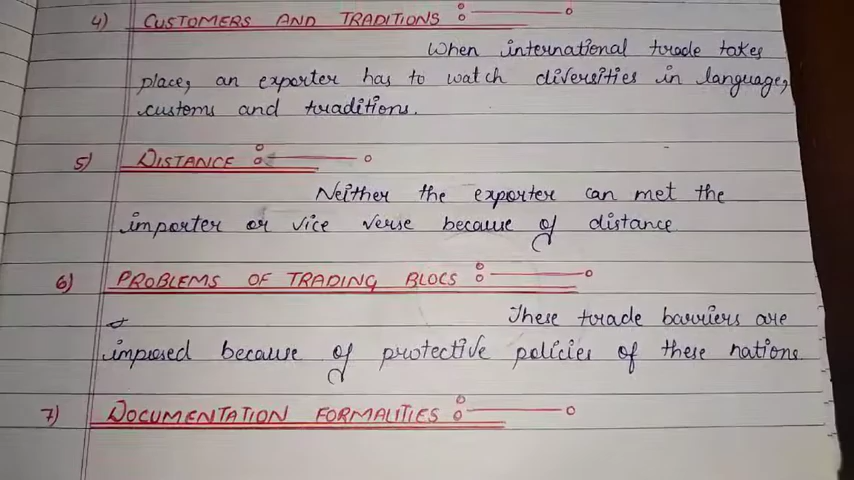 4) CUSTOMERS AND TRADITIONS
When international trade takes
place, an exporter has to watch diversities in language,
customs and traditions.
5) DISTANCE
Neither the exporter can met the
importer or vice verse because of distance
6) PROBLEMS OF TRADING BLOCS
These trade barriers are
imposed because of protective policies of these nations
7) DOCUMENTATION FORMALITIES